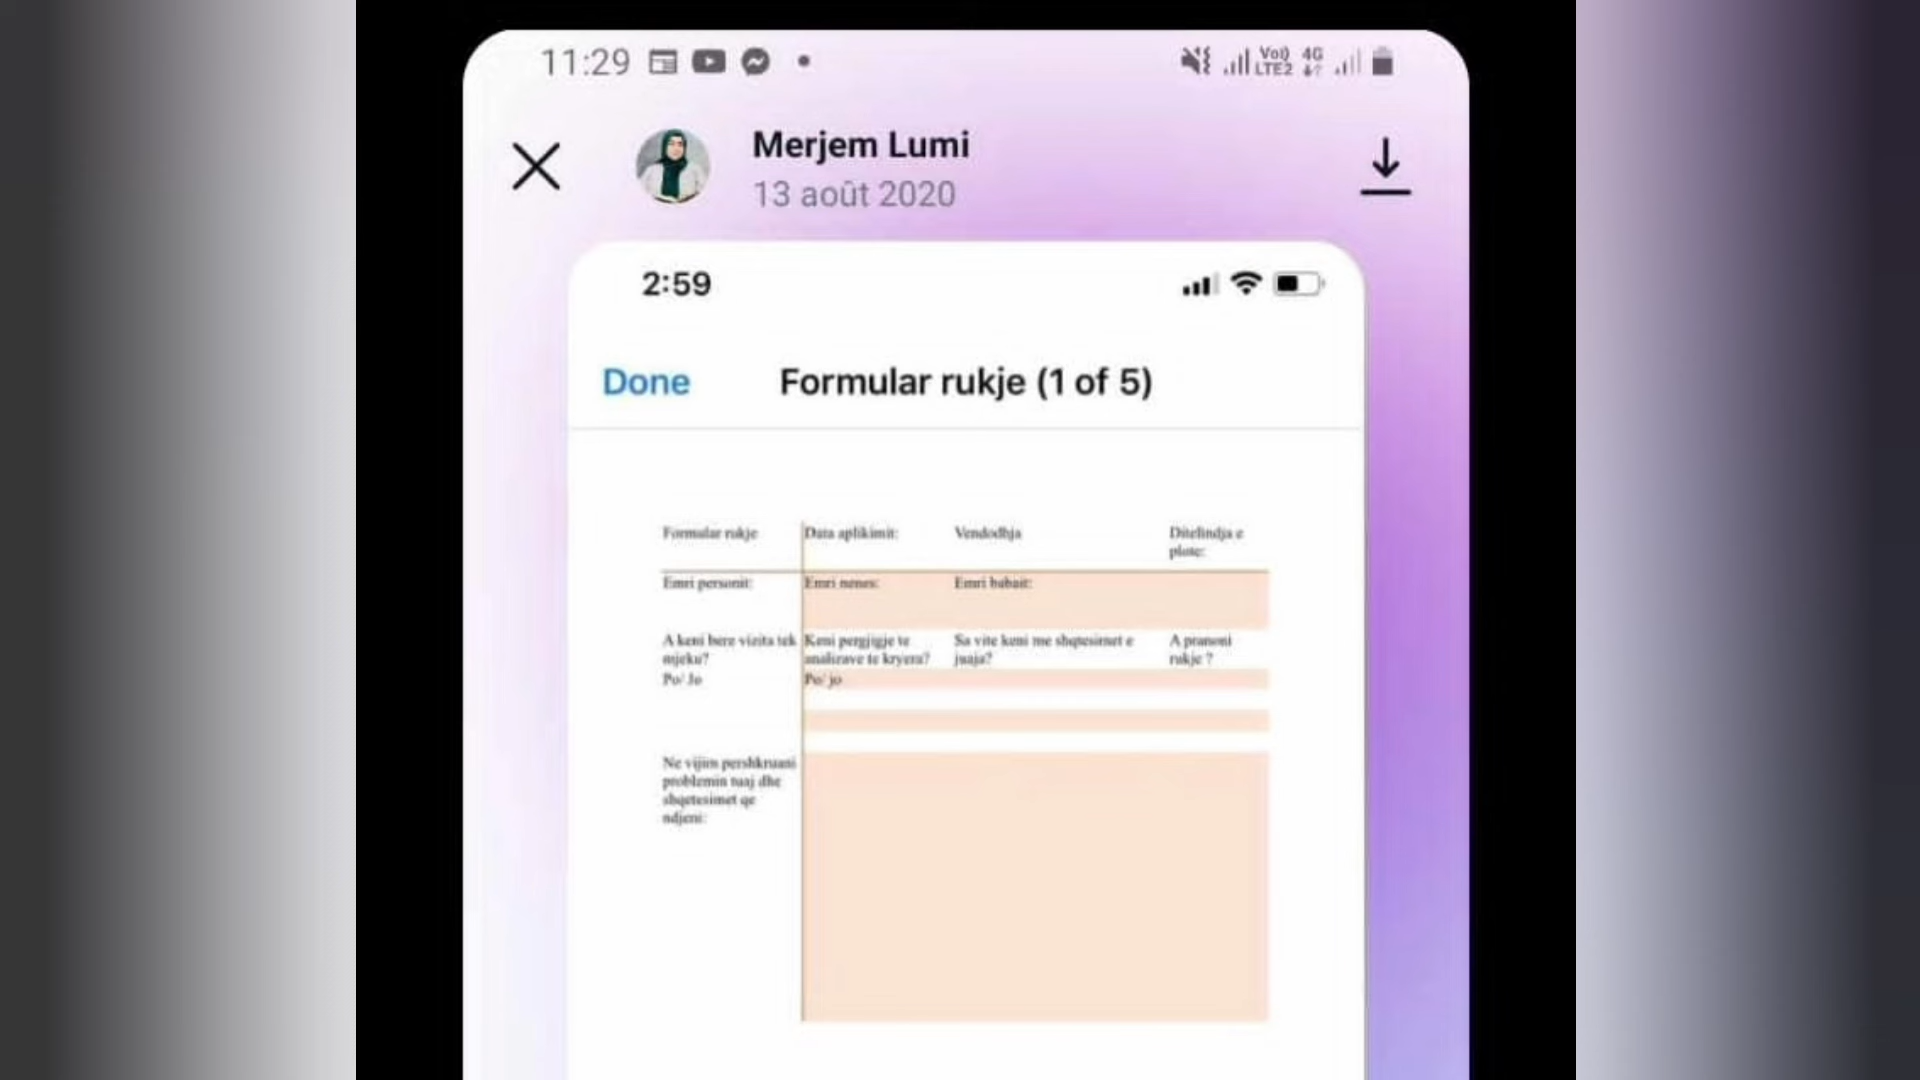 11:29
Vo)) LTE2 4G
Merjem Lumi
13 août 2020
2:59
Done Formular rukje (1 of 5)
Formular rukje Data aplikimit: Vendodhja Ditelindja e
plote:
Emri personit: Emri nenes: Emri babait:
A keni bere vizita tek Keni pergjigje te Sa vite keni me shqetesimet e A pranoni
mjeku? analizave te kryera? juaja? rukje ?
Po/ Jo Po/ jo
Ne vijim pershkruani
problemin tuaj dhe
shqetesimet qe
ndjeni: